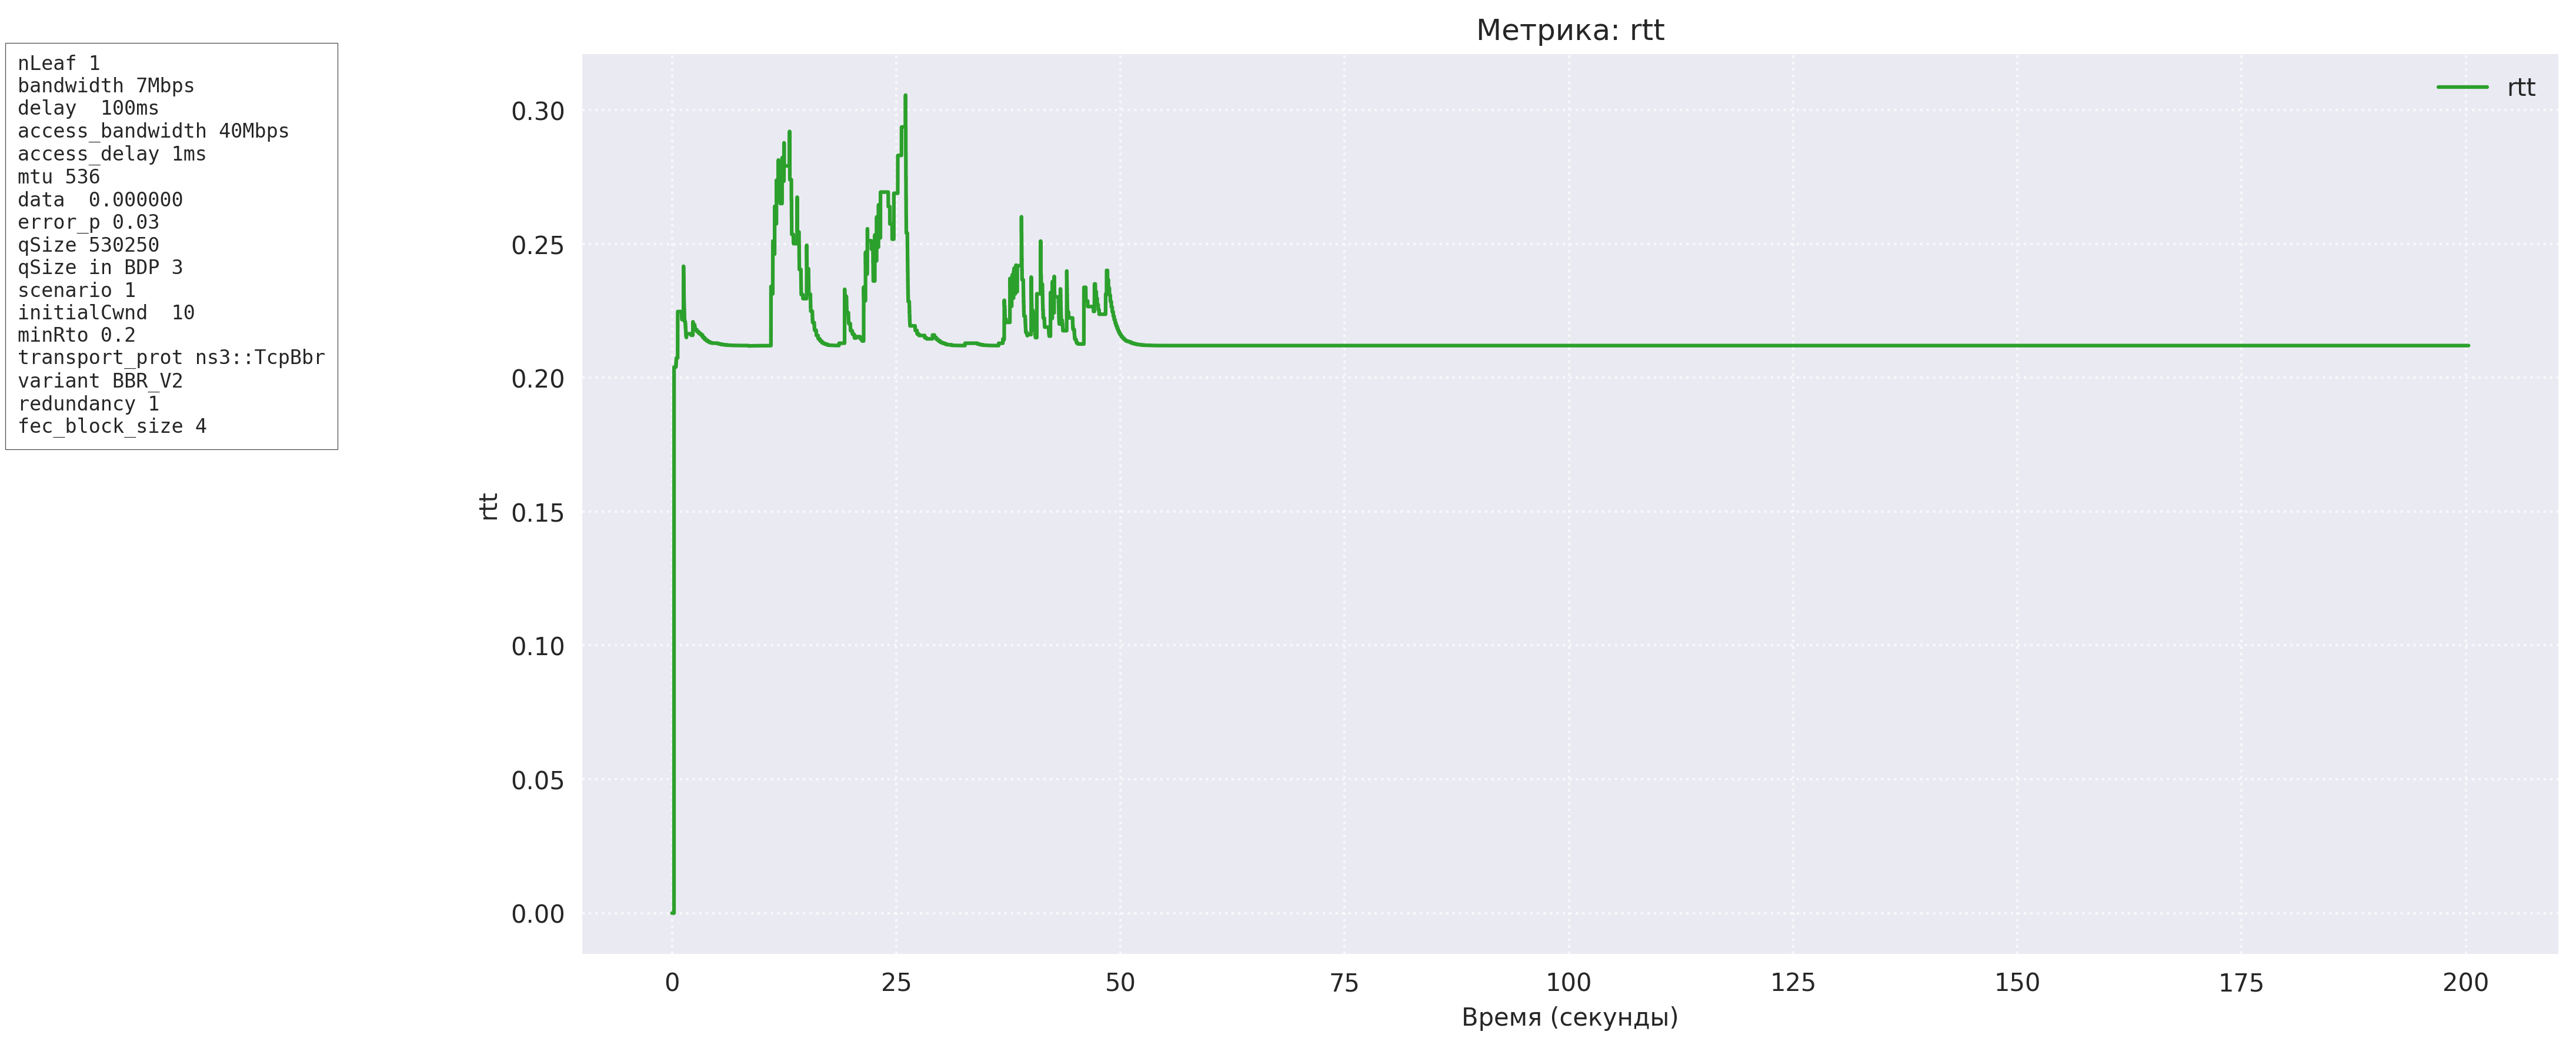 Метрика: rtt
nLeaf 1
bandwidth 7Mbps
delay  100ms
access_bandwidth 40Mbps
access_delay 1ms
mtu 536
data  0.000000
error_p 0.03
qSize 530250
qSize in BDP 3
scenario 1
initialCwnd  10
minRto 0.2
transport_prot ns3::TcpBbr
variant BBR_V2
redundancy 1
fec_block_size 4
rtt
0.30
0.25
0.20
0.15
0.10
0.05
0.00
rtt
0 25 50 75 100 125 150 175 200
Время (секунды)